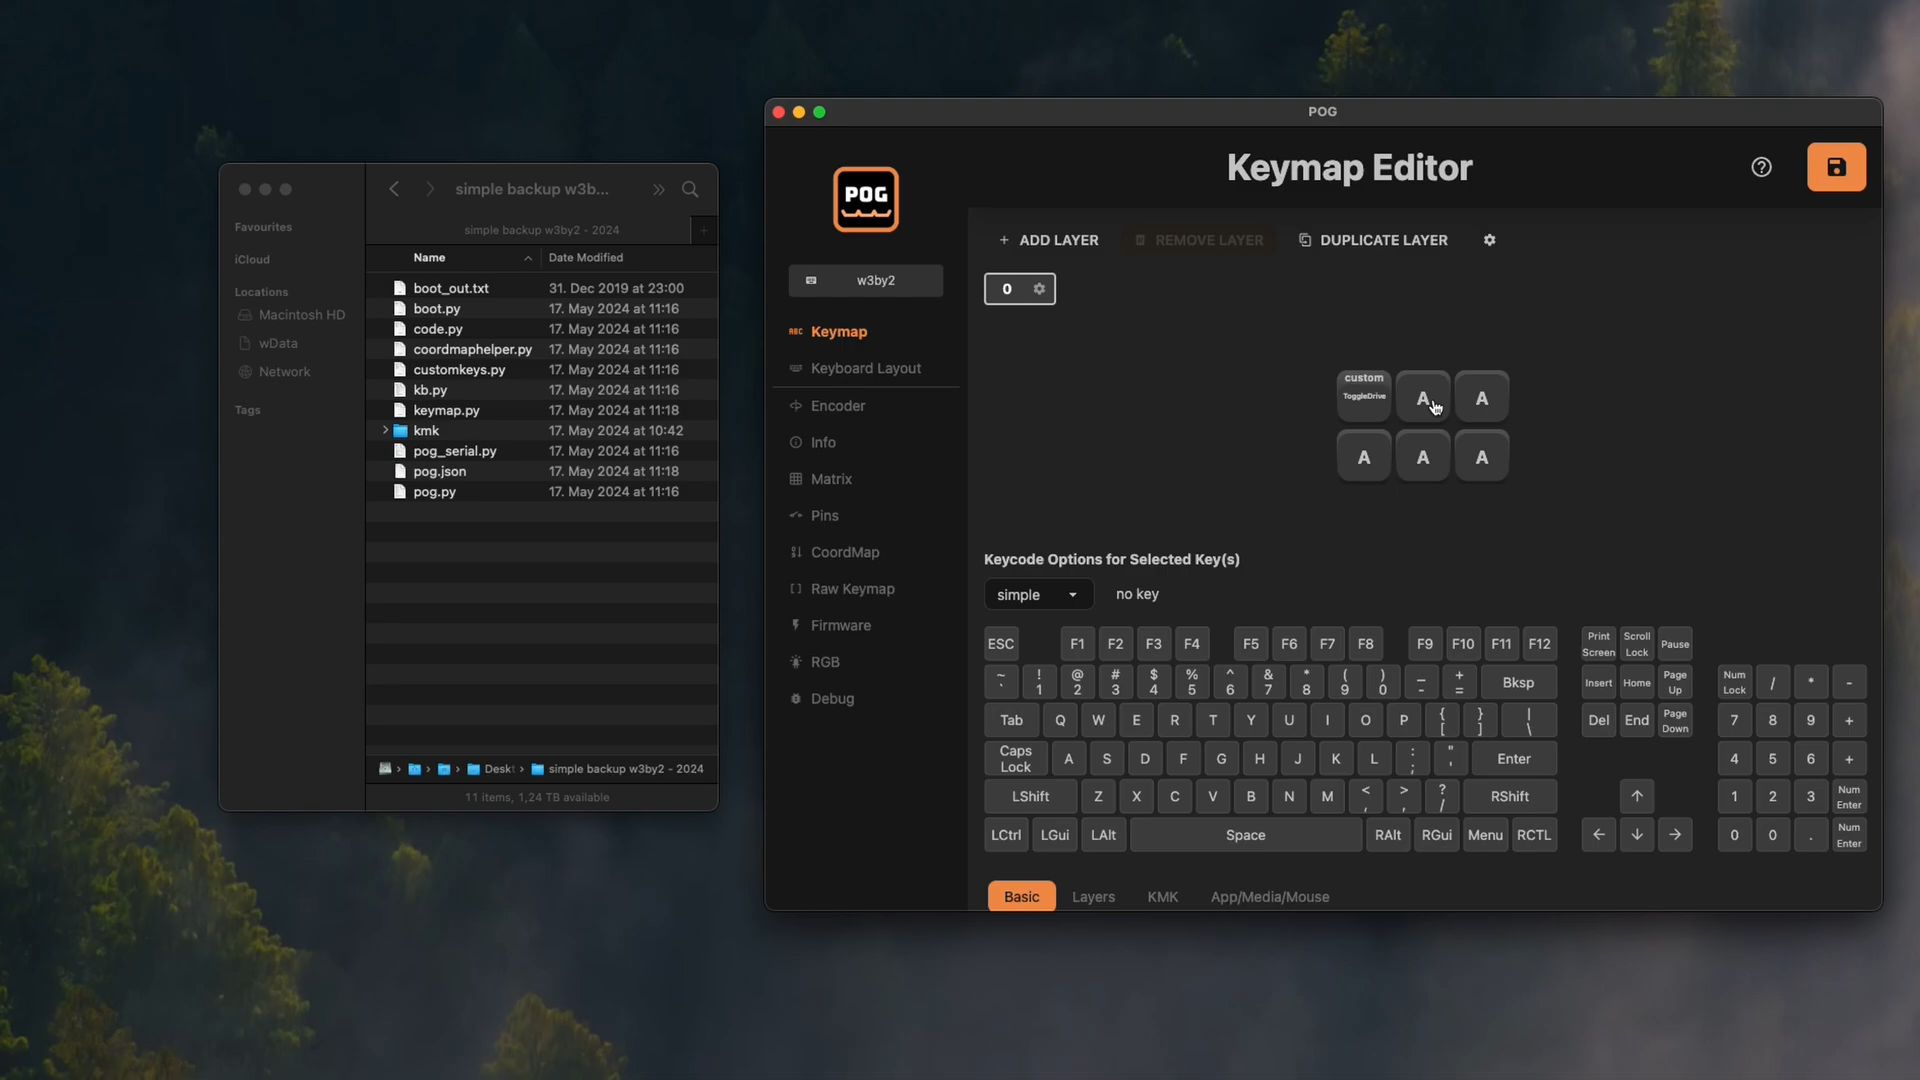 simple backup w3b...
simple backup w3by2 - 2024
Favourites
iCloud
Locations
Macintosh HD
wData
Network
Tags
Name
Date Modified
boot_out.txt 31. Dec 2019 at 23:00
boot.py 17. May 2024 at 11:16
code.py 17. May 2024 at 11:16
coordmaphelper.py 17. May 2024 at 11:16
customkeys.py 17. May 2024 at 11:16
kb.py 17. May 2024 at 11:16
keymap.py 17. May 2024 at 11:18
kmk 17. May 2024 at 10:42
pog_serial.py 17. May 2024 at 11:16
pog.json 17. May 2024 at 11:18
pog.py 17. May 2024 at 11:16
Deskt simple backup w3by2 - 2024
11 items, 1,24 TB available
POG
POG
w3by2
Keymap
Keyboard Layout
Encoder
Info
Matrix
Pins
CoordMap
Raw Keymap
Firmware
RGB
Debug
Keymap Editor
+ ADD LAYER REMOVE LAYER DUPLICATE LAYER
0
custom
ToggleDrive
A A
A A A
Keycode Options for Selected Key(s)
simple no key
ESC F1 F2 F3 F4 F5 F6 F7 F8 F9 F10 F11 F12 Print Screen Scroll Lock Pause
~ ` ! 1 @ 2 # 3 $ 4 % 5 ^ 6 & 7 * 8 ( 9 ) 0 _ - + = Bksp Insert Home Page Up Num Lock / * -
Tab Q W E R T Y U I O P { [ } ] | \ Del End Page Down 7 8 9 +
Caps Lock A S D F G H J K L : ; " ' Enter 4 5 6 +
LShift Z X C V B N M < , > . ? / RShift ↑ 1 2 3 Num Enter
LCtrl LGui LAlt Space RAlt RGui Menu RCTL ← ↓ → 0 0 . Num Enter
Basic Layers KMK App/Media/Mouse